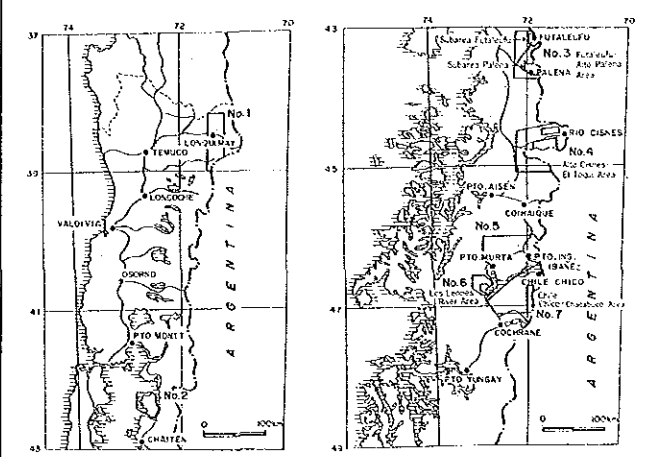 74
72
70
37
No.1
LONQUIMAY
TEMUCO
39
LONCOCHE
VALDIVIA
OSORNO
ARGENTINA
41
PTO MONTT
No.2
CHAITEN
0 100km
43
74
72
70
43
Subarea Futaleufu
FUTALEUFU
No.3 Futaleufu-
Alto Palena
Area
Subarea Palena
PALENA
RIO CISNES
No.4
Alto Cisnes-
El Toqui Area
45
PTO.AISEN
COIHAIQUE
No.5
PTO.ING.
IBAÑEZ
PTO.MURTA
CHILE CHICO
No.6
Los Leones
River Area
Chile
Chico-Chacabuco Area
47
No.7
COCHRANE
ARGENTINA
PTO YUNGAY
0 100km